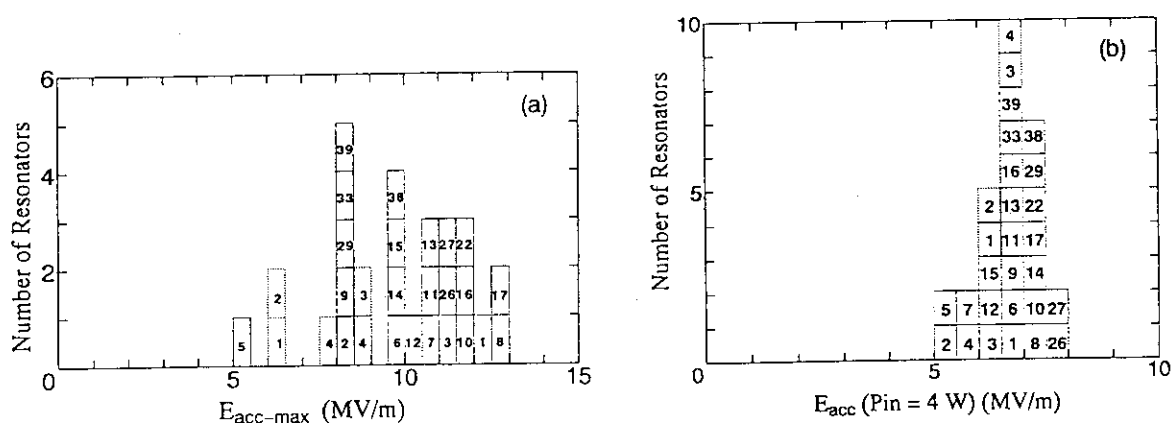 Number of Resonators
6
4
2
0
(a)
39
33 38
29 15 13 27 22
2 9 3 14 11 26 16 17
5 1 4 2 4 6 12 7 3 10 1 8
0 5 10 15
Eacc-max (MV/m)
Number of Resonators
10
5
0
(b)
4
3
39
33 38
16 29
2 13 22
1 11 17
15 9 14
5 7 12 6 10 27
2 4 3 1 8 26
0 5 10
Eacc (Pin = 4 W) (MV/m)